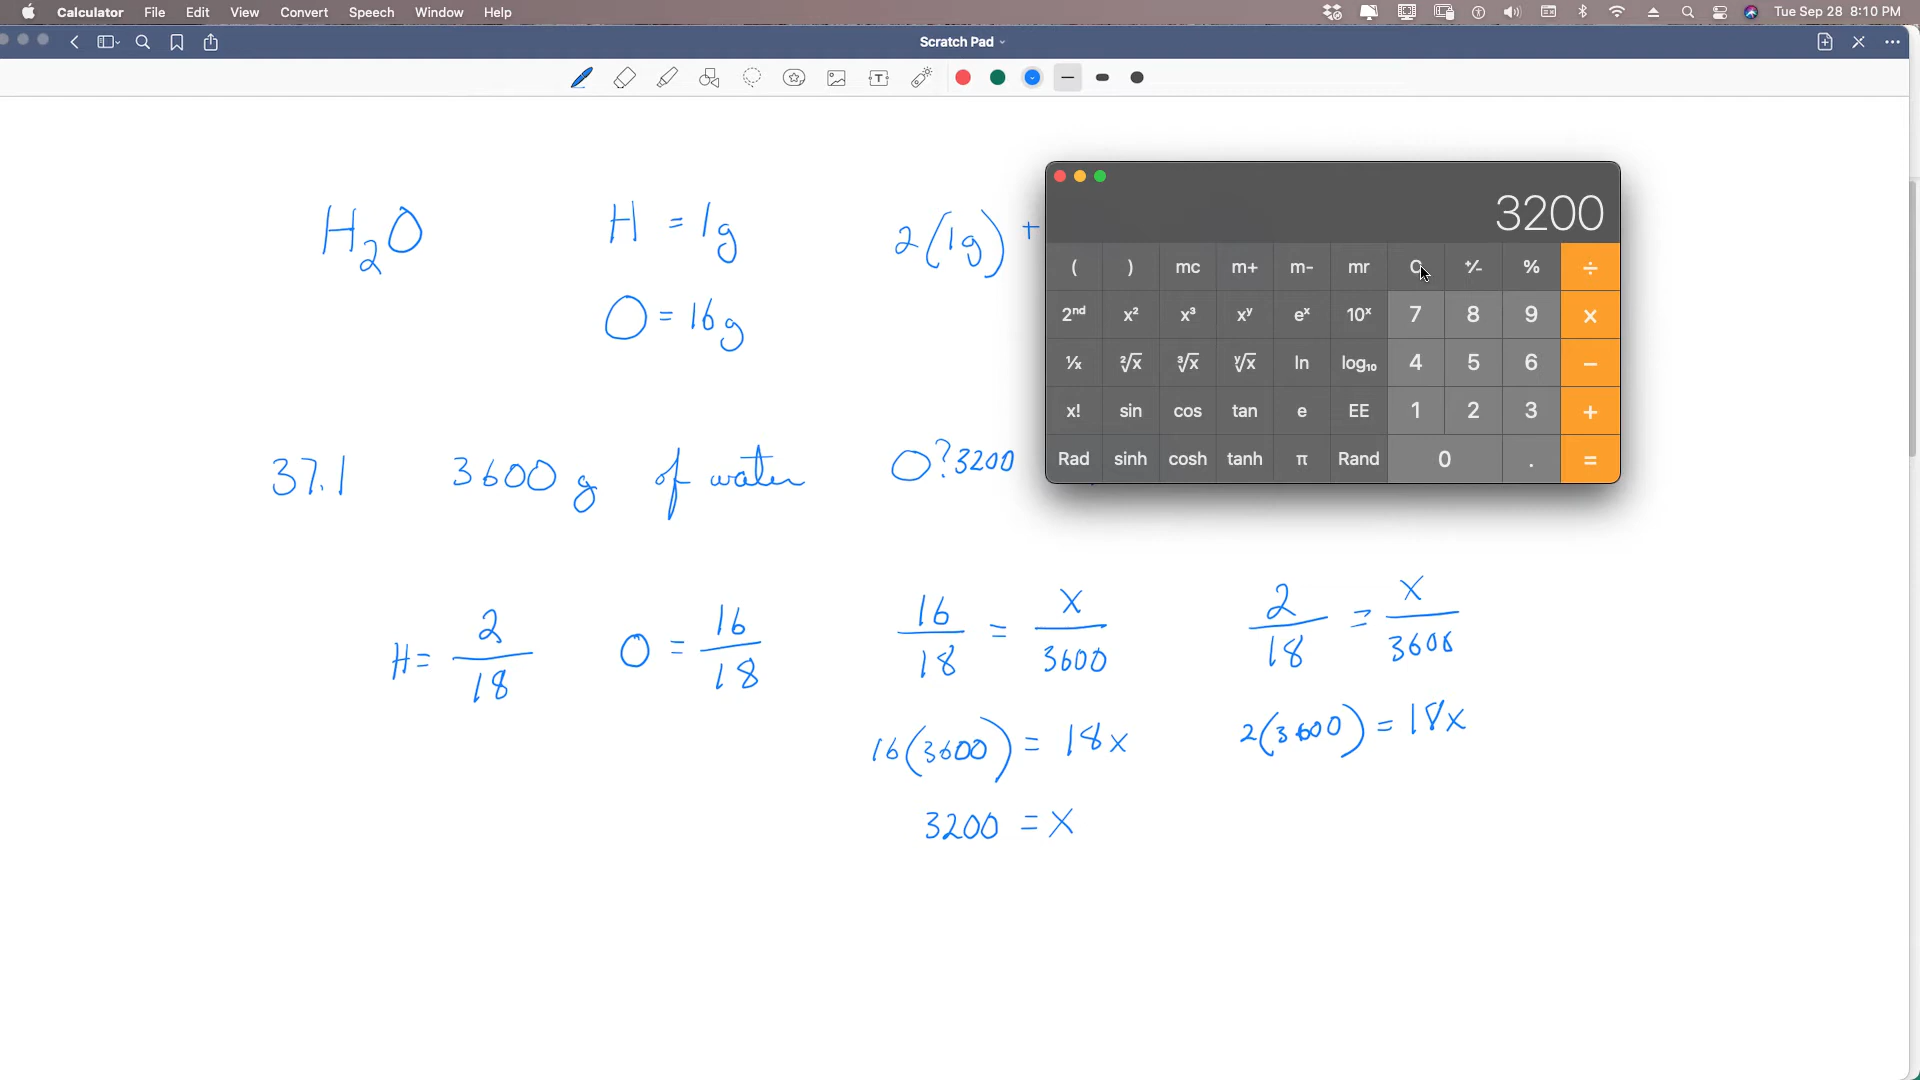 Calculator File Edit View Convert Speech Window Help Tue Sep 28 8:10 PM
Scratch Pad
T
3200
( ) mc m+ m- mr C ⁺∕₋ % ÷
2ⁿᵈ x² x³ xʸ eˣ 10ˣ 7 8 9 ×
¹∕ₓ ²√x ³√x ʸ√x ln log₁₀ 4 5 6 −
x! sin cos tan e EE 1 2 3 +
Rad sinh cosh tanh π Rand 0 . =
H₂O H = 1g 2(1g) +
O = 16g
37.1 3600 g of water O? 3200
H = 2/18 O = 16/18 16/18 = X/3600 2/18 = X/3600
16(3600) = 18x 2(3600) = 18x
3200 = X